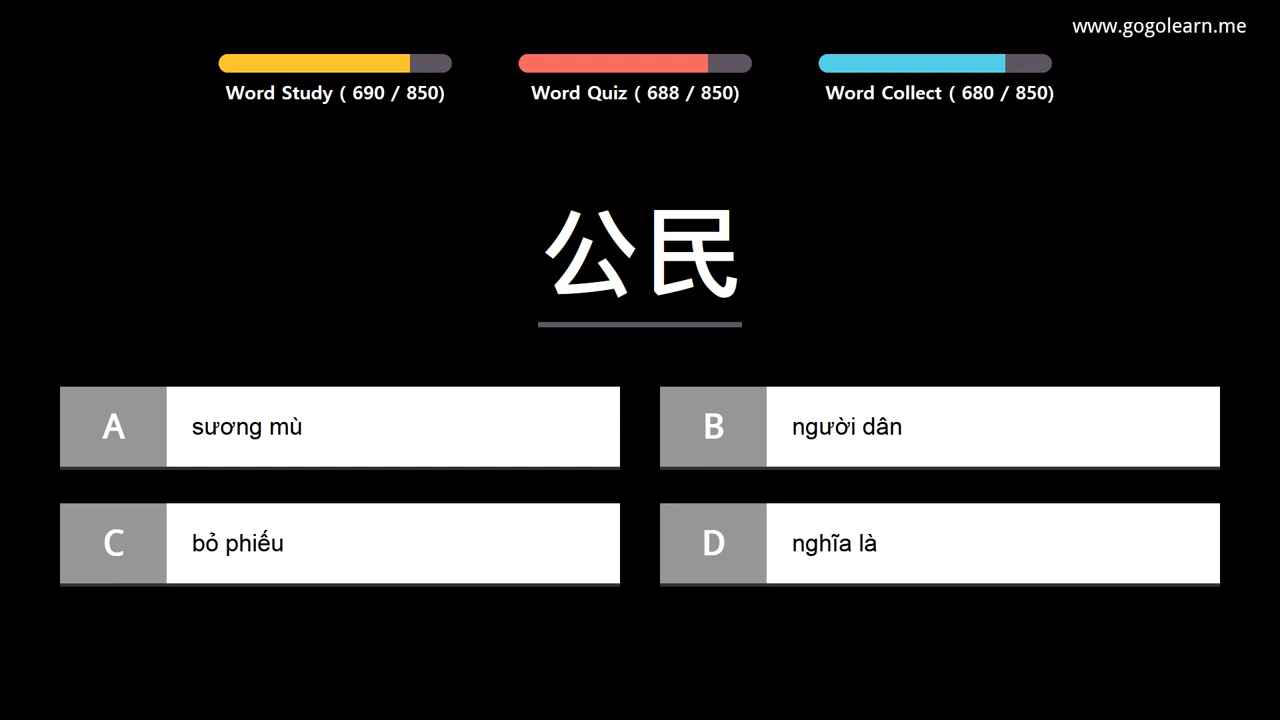 www.gogolearn.me
Word Study ( 690 / 850)
Word Quiz ( 688 / 850)
Word Collect ( 680 / 850)
公民
A sương mù
B người dân
C bỏ phiếu
D nghĩa là